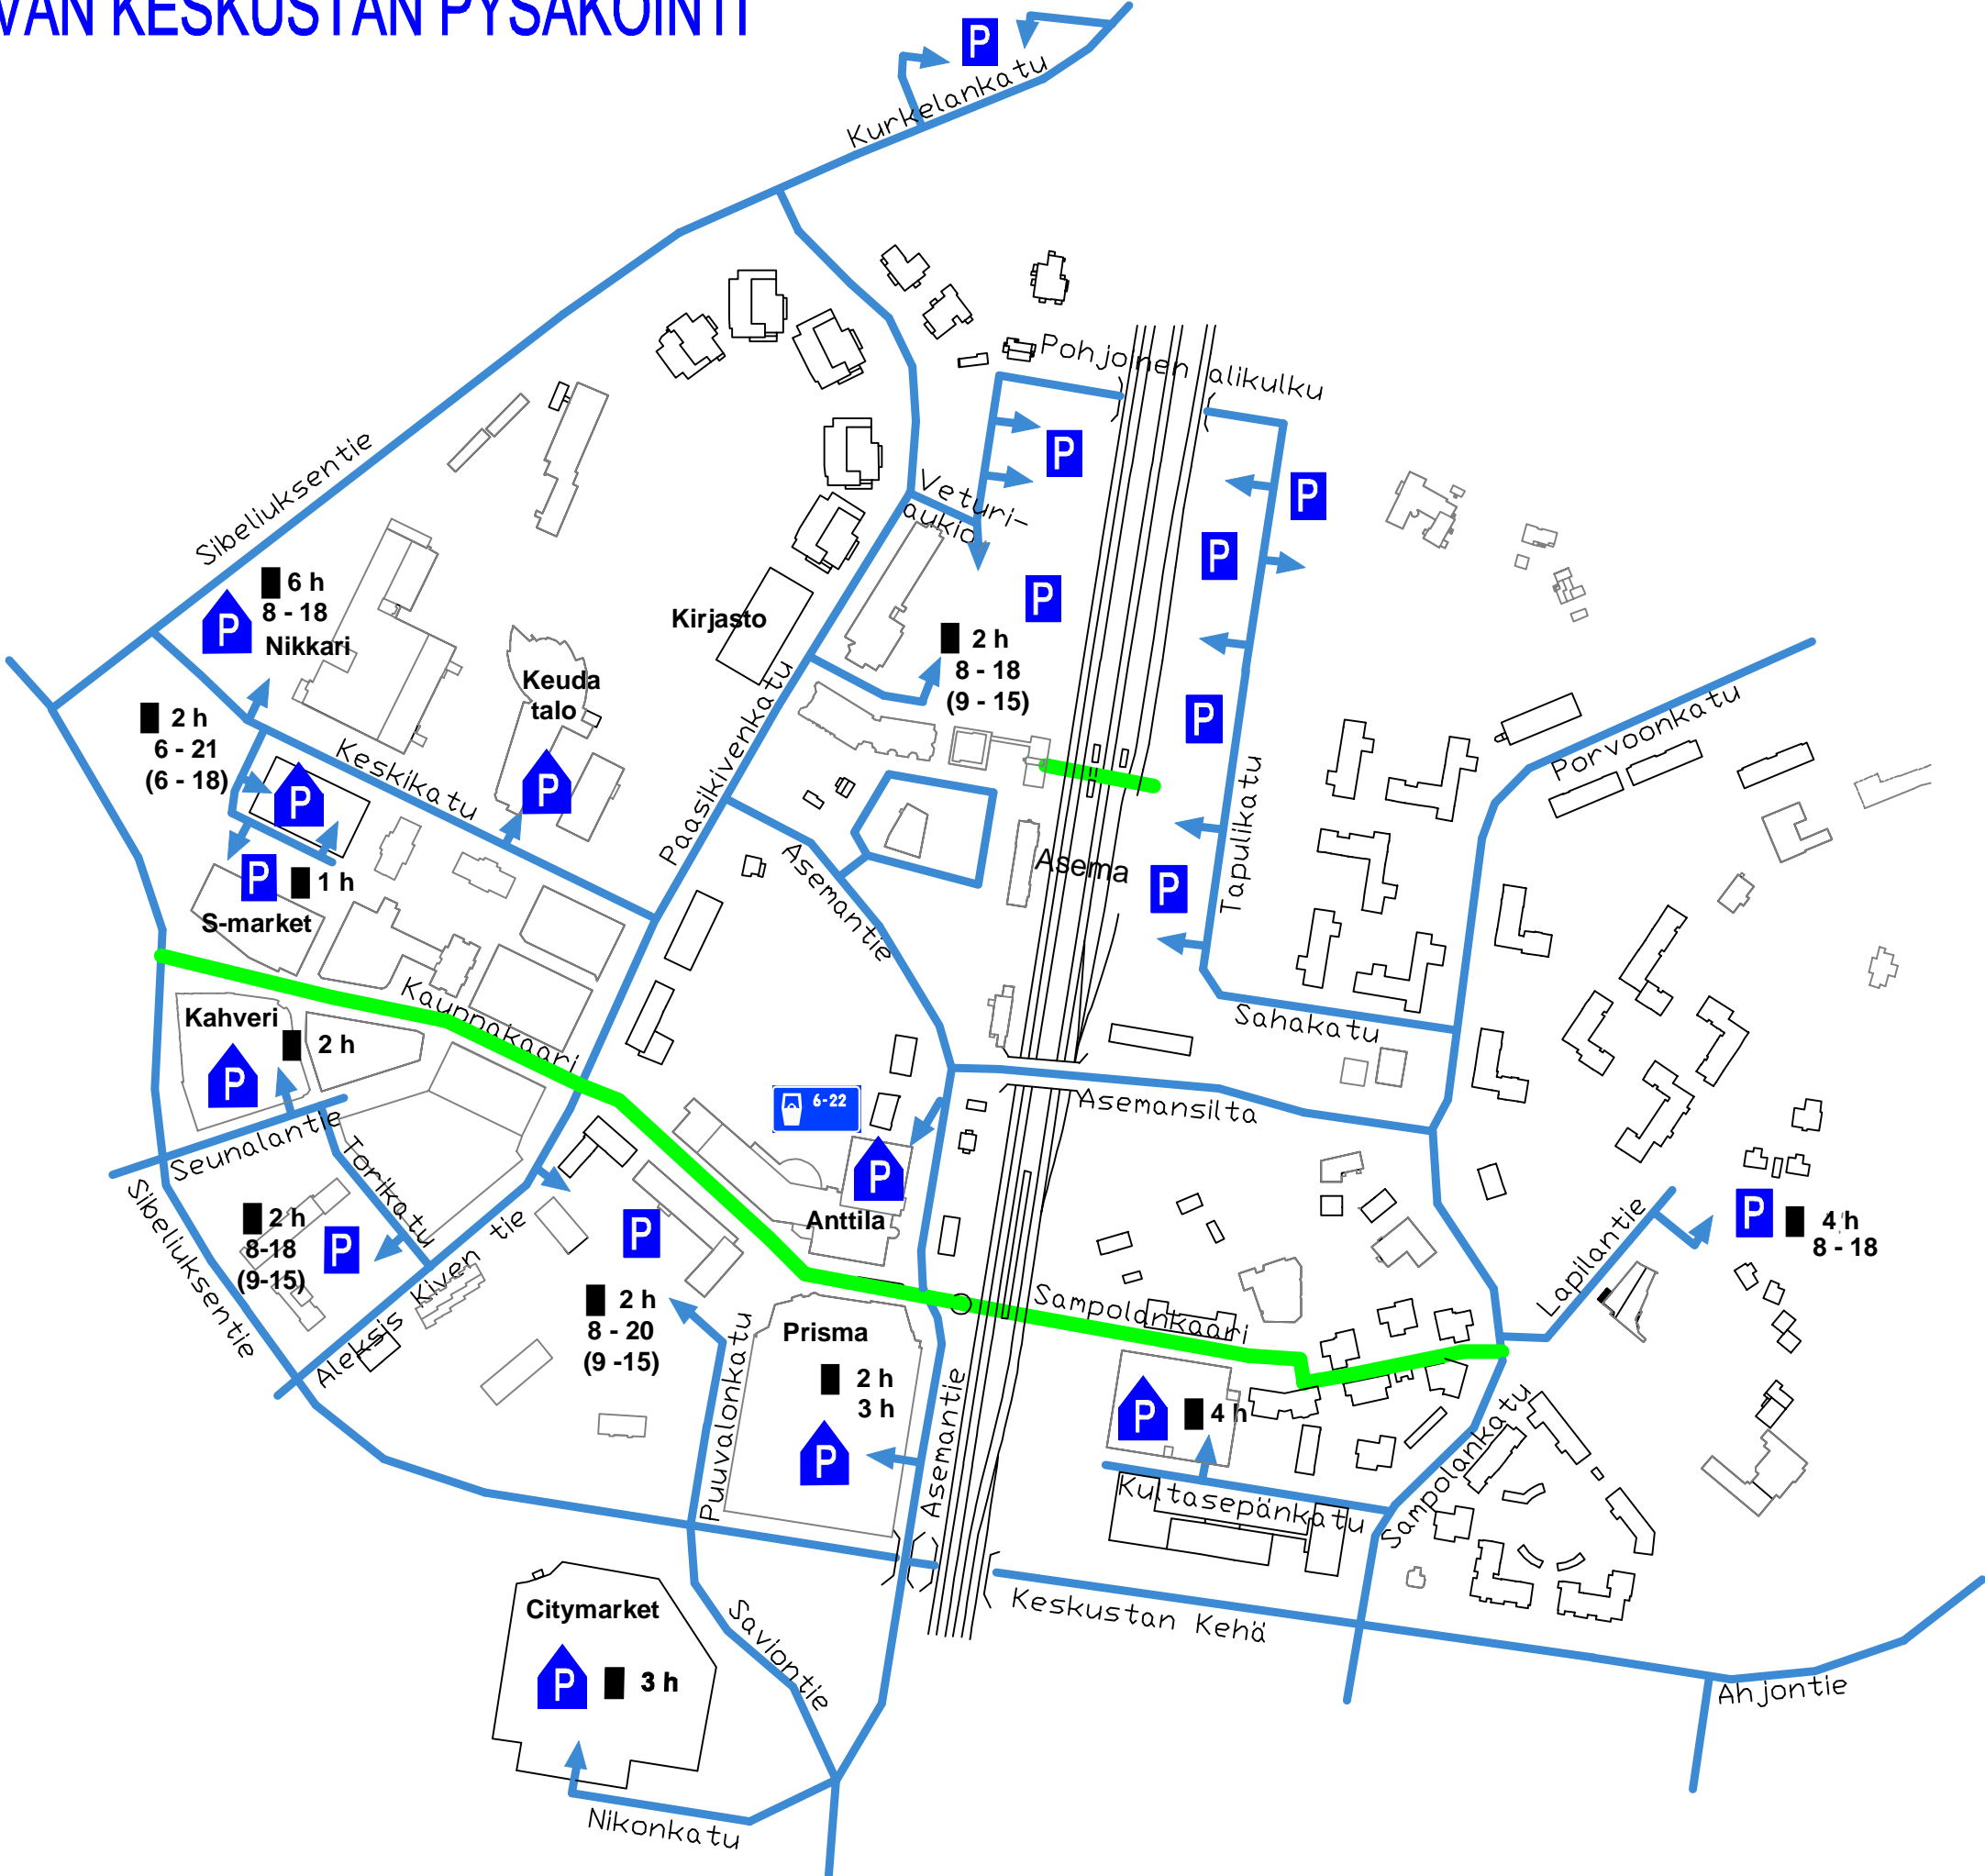 VAN KESKUSTAN PYSÄKÖINTI
P
Kurkelankatu
Pohjoinen alikulku
P
P
Veturi-
aukio
P
P
Sibeliuksentie
6 h
8 - 18
P
Nikkari
Kirjasto
2 h
8 - 18
(9 - 15)
Keuda
talo
P
2 h
6 - 21
(6 - 18)
P
Keskikatu
P
Paasikivenkatu
P
Porvoonkatu
Tapulikatu
Asemantie
Asema
P
P
1 h
S-market
Kauppakaari
Kahveri
2 h
P
Sahakatu
Asemansilta
6-22
Seunalantie
Torikatu
P
Anttila
Sibeliuksentie
2 h
8-18
(9-15)
P
P
Aleksis Kiven tie
Lapilantie
P
4 h
8 - 18
2 h
8 - 20
(9 -15)
Puuvalonkatu
Prisma
2 h
3 h
P
Asemantie
Sampolankaari
P
4 h
Kultasepänkatu
Sampolankatu
Citymarket
P
3 h
Saviontie
Keskustan Kehä
Ahjontie
Nikonkatu